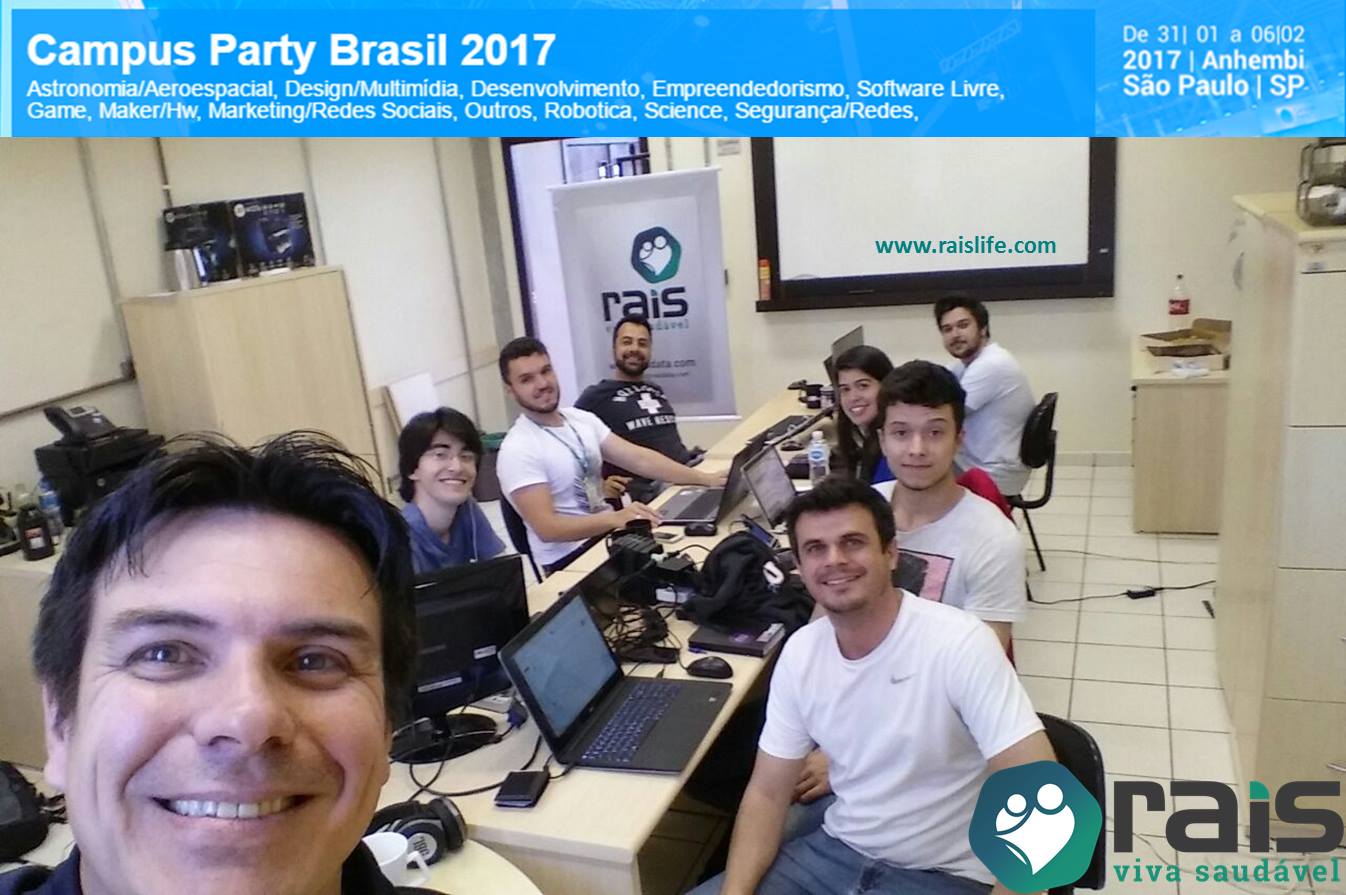 Campus Party Brasil 2017
Astronomia/Aeroespacial, Design/Multimídia, Desenvolvimento, Empreendedorismo, Software Livre,
Game, Maker/Hw, Marketing/Redes Sociais, Outros, Robotica, Science, Segurança/Redes,
De 31| 01 a 06|02
2017 | Anhembi
São Paulo | SP
www.raislife.com
rais
WAVE
rais
viva saudável